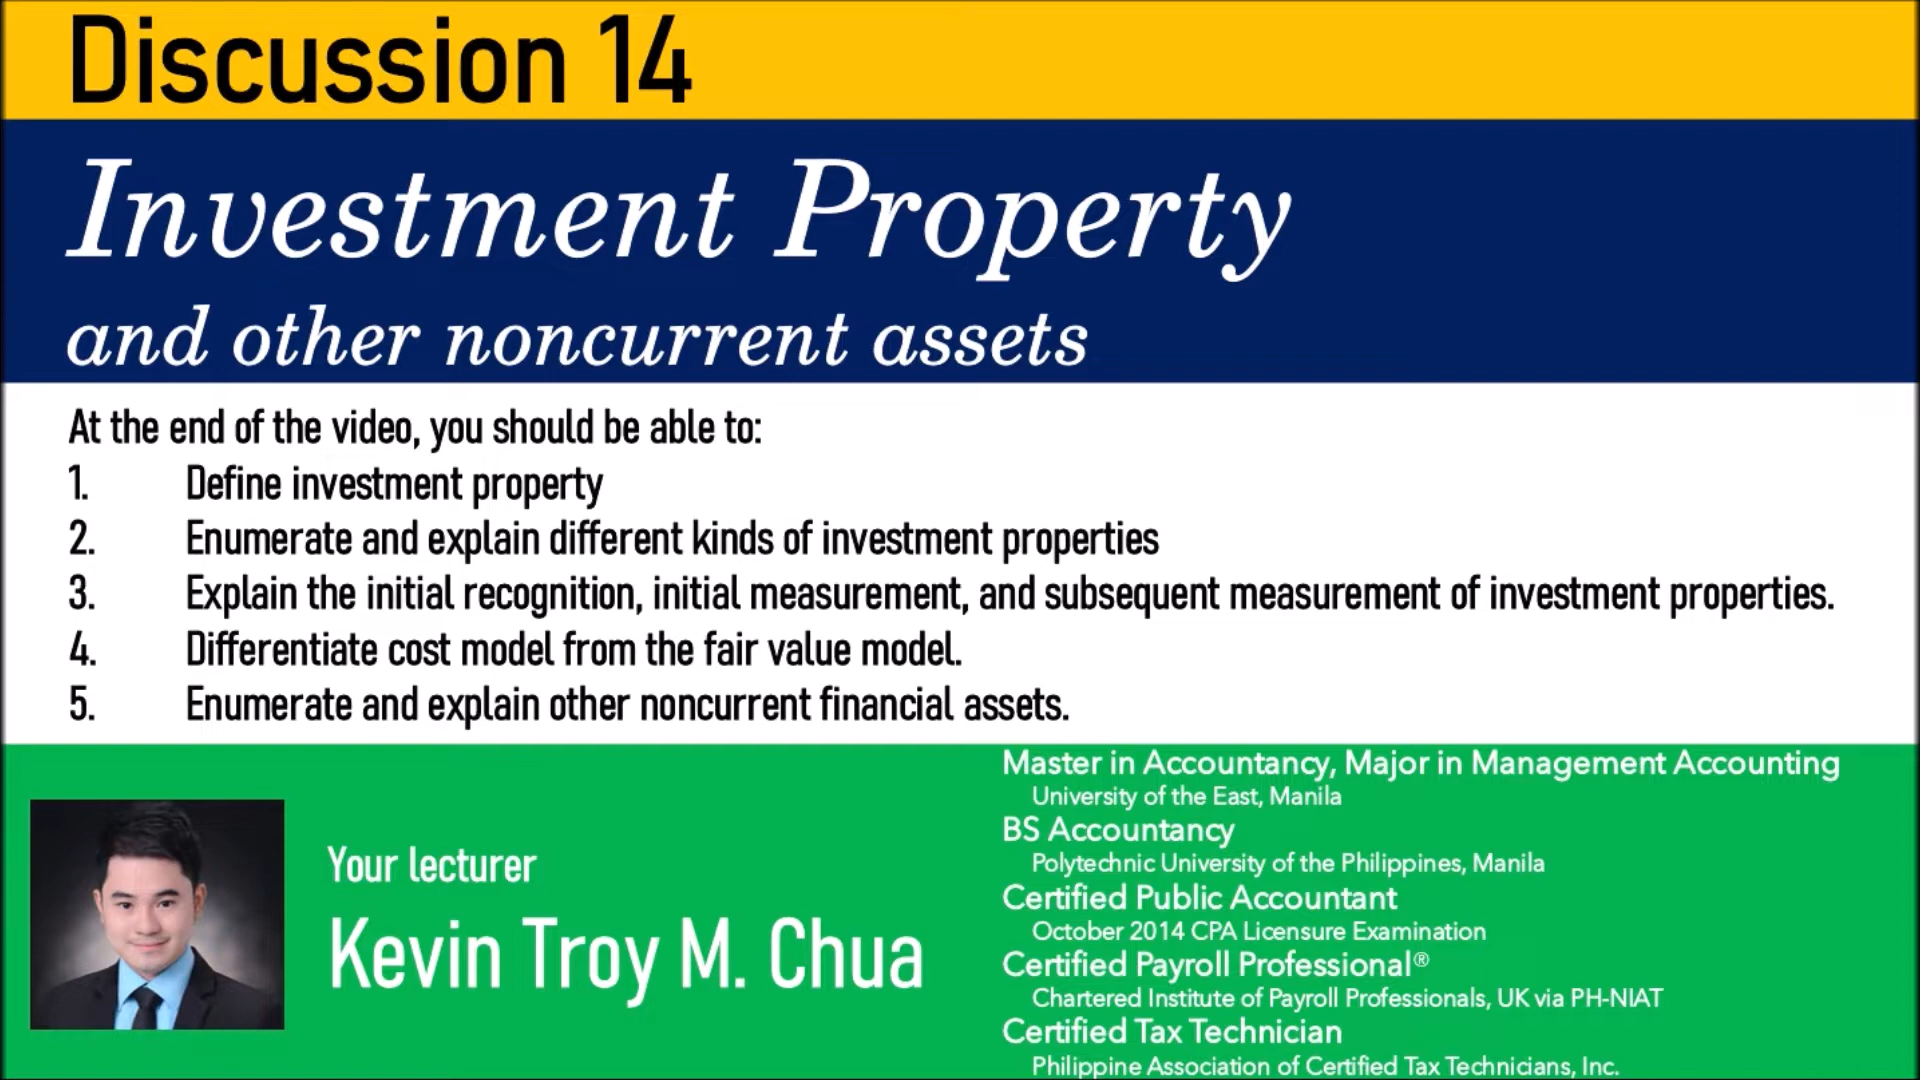 Discussion 14
Investment Property
and other noncurrent assets
At the end of the video, you should be able to:
1. Define investment property
2. Enumerate and explain different kinds of investment properties
3. Explain the initial recognition, initial measurement, and subsequent measurement of investment properties.
4. Differentiate cost model from the fair value model.
5. Enumerate and explain other noncurrent financial assets.
Your lecturer
Kevin Troy M. Chua
Master in Accountancy, Major in Management Accounting
University of the East, Manila
BS Accountancy
Polytechnic University of the Philippines, Manila
Certified Public Accountant
October 2014 CPA Licensure Examination
Certified Payroll Professional®
Chartered Institute of Payroll Professionals, UK via PH-NIAT
Certified Tax Technician
Philippine Association of Certified Tax Technicians, Inc.